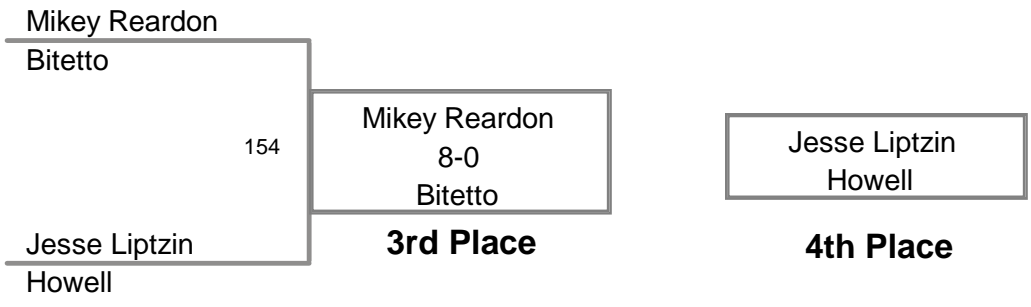 Mikey Reardon
Bitetto
154
Mikey Reardon
8-0
Bitetto
3rd Place
Jesse Liptzin
Howell
Jesse Liptzin
Howell
4th Place